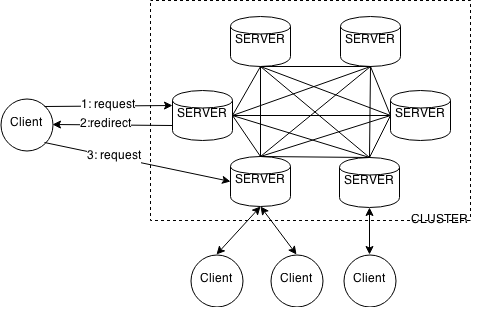 SERVER
SERVER
1: request
SERVER
SERVER
Client
2:redirect
3: request
SERVER
SERVER
CLUSTER
Client
Client
Client